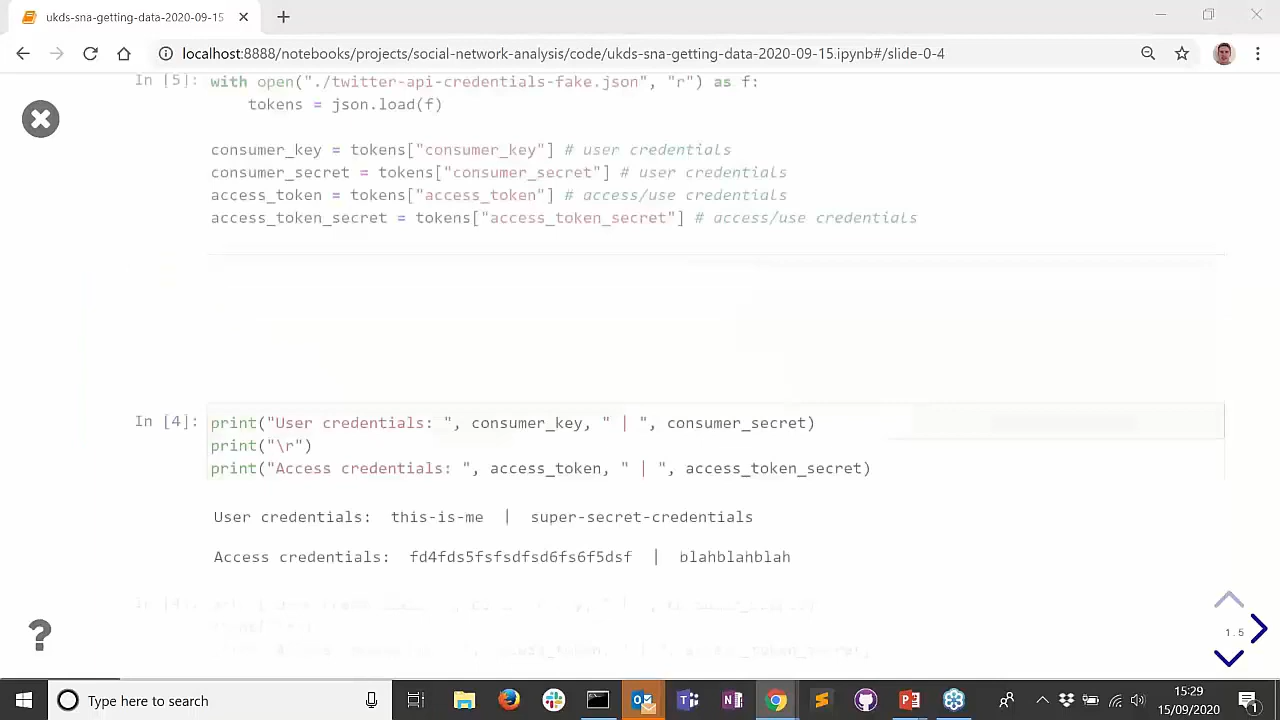 ukds-sna-getting-data-2020-09-15
localhost:8888/notebooks/projects/social-network-analysis/code/ukds-sna-getting-data-2020-09-15.ipynb#/slide-0-4
In [5]: with open("./twitter-api-credentials-fake.json", "r") as f:
tokens = json.load(f)
consumer_key = tokens["consumer_key"] # user credentials
consumer_secret = tokens["consumer_secret"] # user credentials
access_token = tokens["access_token"] # access/use credentials
access_token_secret = tokens["access_token_secret"] # access/use credentials
In [4]: print("User credentials: ", consumer_key, " | ", consumer_secret)
print("\r")
print("Access credentials: ", access_token, " | ", access_token_secret)
User credentials:  this-is-me  |  super-secret-credentials
Access credentials:  fd4fds5fsfsdfsd6fs6f5dsf  |  blahblahblah
?
1.5
Type here to search
15:29
15/09/2020
1